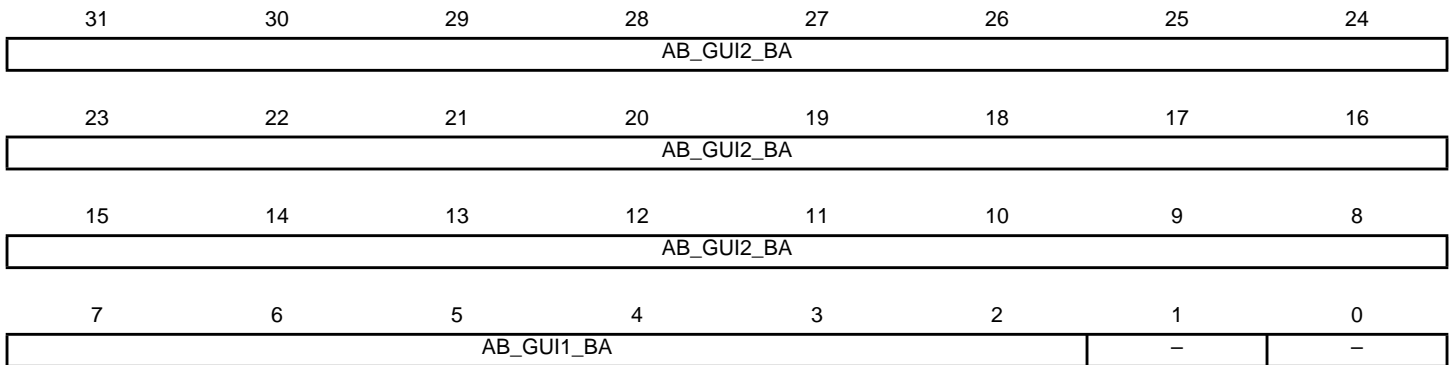 31 30 29 28 27 26 25 24
AB_GUI2_BA
23 22 21 20 19 18 17 16
AB_GUI2_BA
15 14 13 12 11 10 9 8
AB_GUI2_BA
7 6 5 4 3 2 1 0
AB_GUI1_BA – –